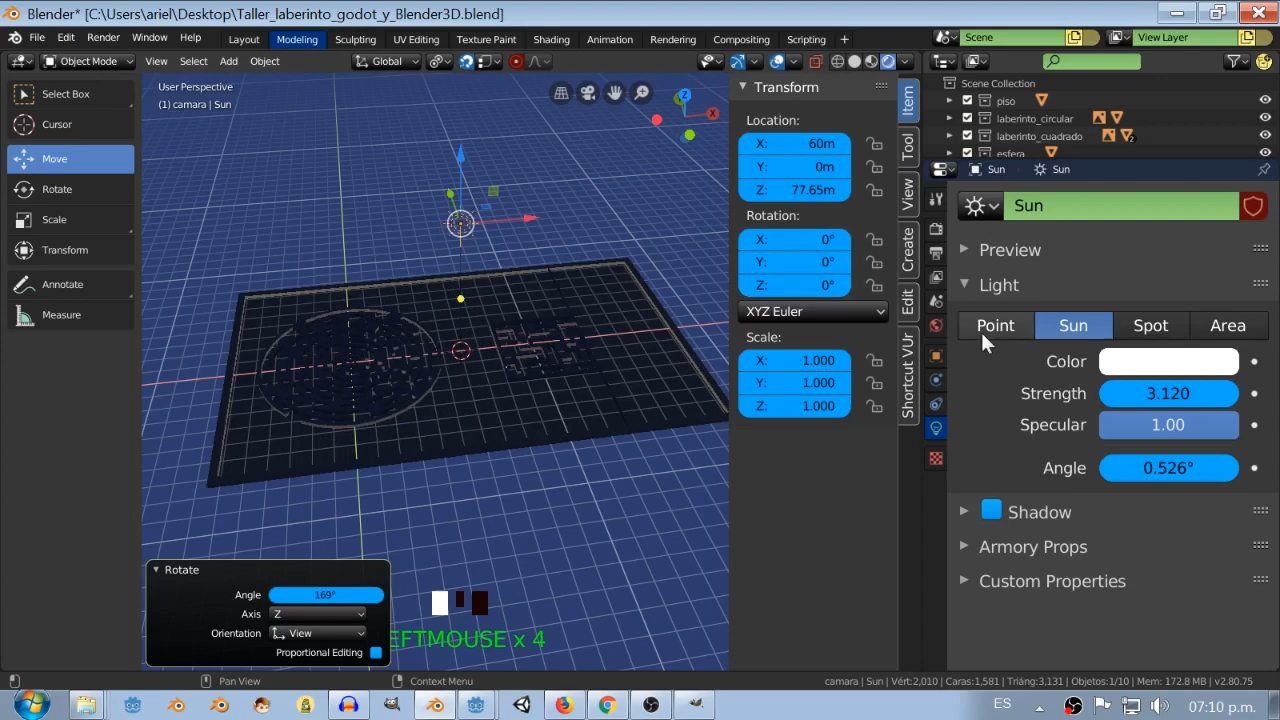 Blender* [C:\Users\ariel\Desktop\Taller_laberinto_godot_y_Blender3D.blend]
File Edit Render Window Help Layout Modeling Sculpting UV Editing Texture Paint Shading Animation Rendering Compositing Scripting + Scene View Layer
Object Mode View Select Add Object Global
User Perspective
(1) camara | Sun
Select Box
Cursor
Move
Rotate
Scale
Transform
Annotate
Measure
Z
X
Transform
Location:
X: 60m
Y: 0m
Z: 77.65m
Rotation:
X: 0°
Y: 0°
Z: 0°
XYZ Euler
Scale:
X: 1.000
Y: 1.000
Z: 1.000
Item
Tool
View
Create
Edit
Shortcut VUr
Scene Collection
piso
laberinto_circular
laberinto_cuadrado
2
esfera
Sun Sun
Sun
Preview
Light
Point Sun Spot Area
Color
Strength 3.120
Specular 1.00
Angle 0.526°
Shadow
Armory Props
Custom Properties
Rotate
Angle 169°
Axis Z
Orientation View
Proportional Editing
EFTMOUSE x 4
Pan View Context Menu camara | Sun | Vért:2,010 | Caras:1,581 | Triáng:3,131 | Objetos:1/10 | Mem: 172.8 MB | v2.80.75
ES 07:10 p.m.